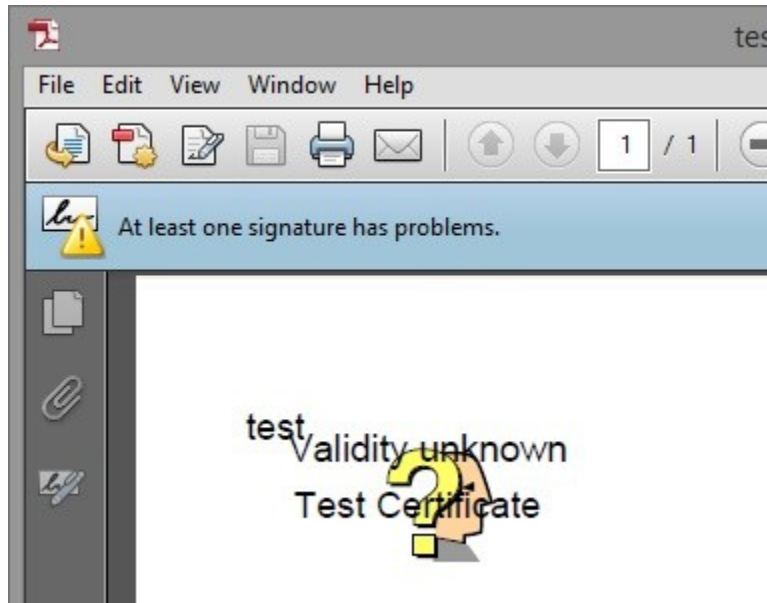 tes
File Edit View Window Help
1 / 1
At least one signature has problems.
test
Validity unknown
Test Certificate